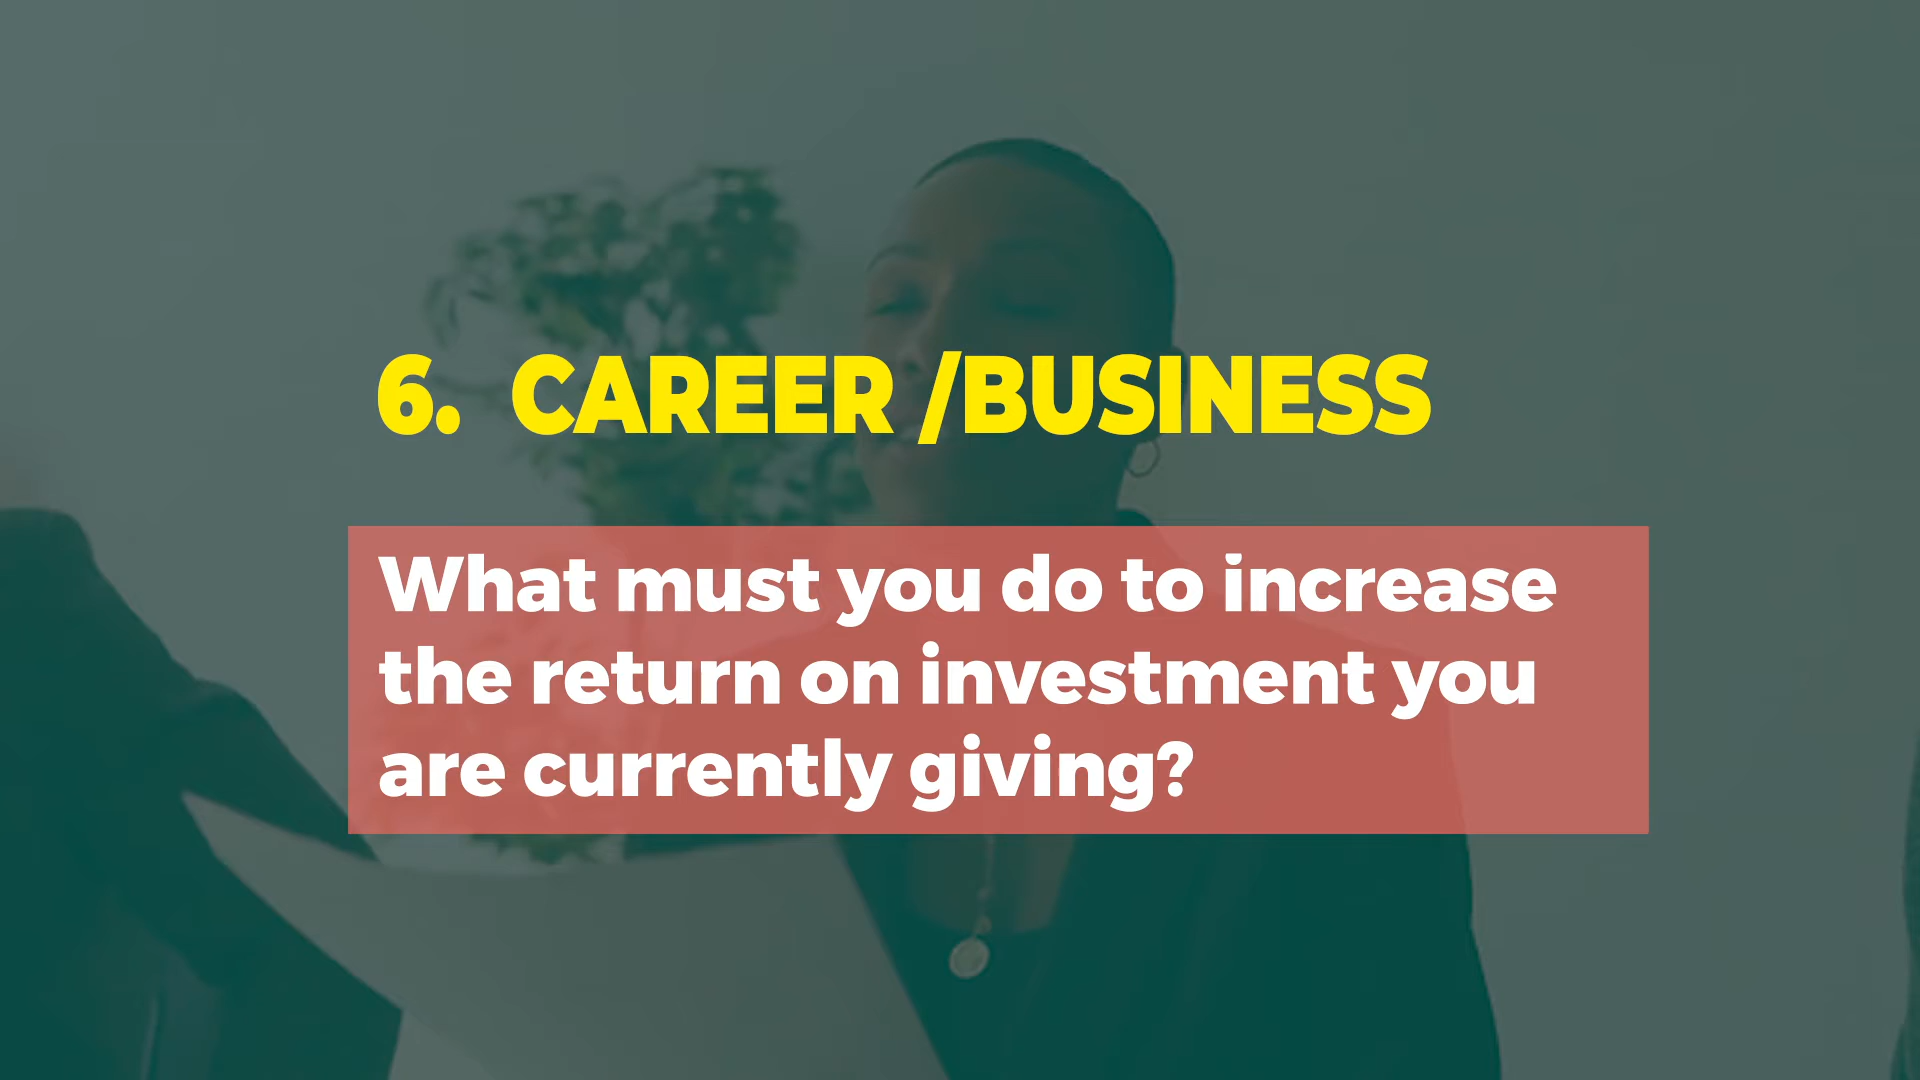 6. CAREER /BUSINESS
What must you do to increase
the return on investment you
are currently giving?